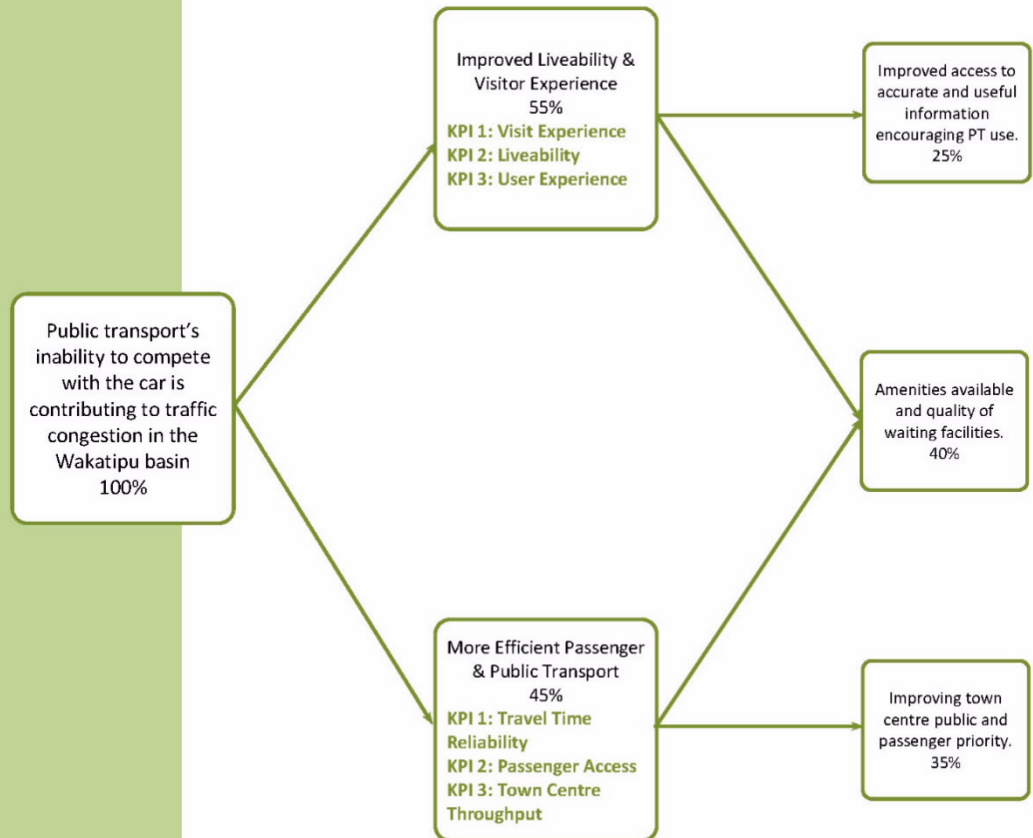 Public transport’s
inability to compete
with the car is
contributing to traffic
congestion in the
Wakatipu basin
100%
Improved Liveability &
Visitor Experience
55%
KPI 1: Visit Experience
KPI 2: Liveability
KPI 3: User Experience
More Efficient Passenger
& Public Transport
45%
KPI 1: Travel Time
Reliability
KPI 2: Passenger Access
KPI 3: Town Centre
Throughput
Improved access to
accurate and useful
information
encouraging PT use.
25%
Amenities available
and quality of
waiting facilities.
40%
Improving town
centre public and
passenger priority.
35%